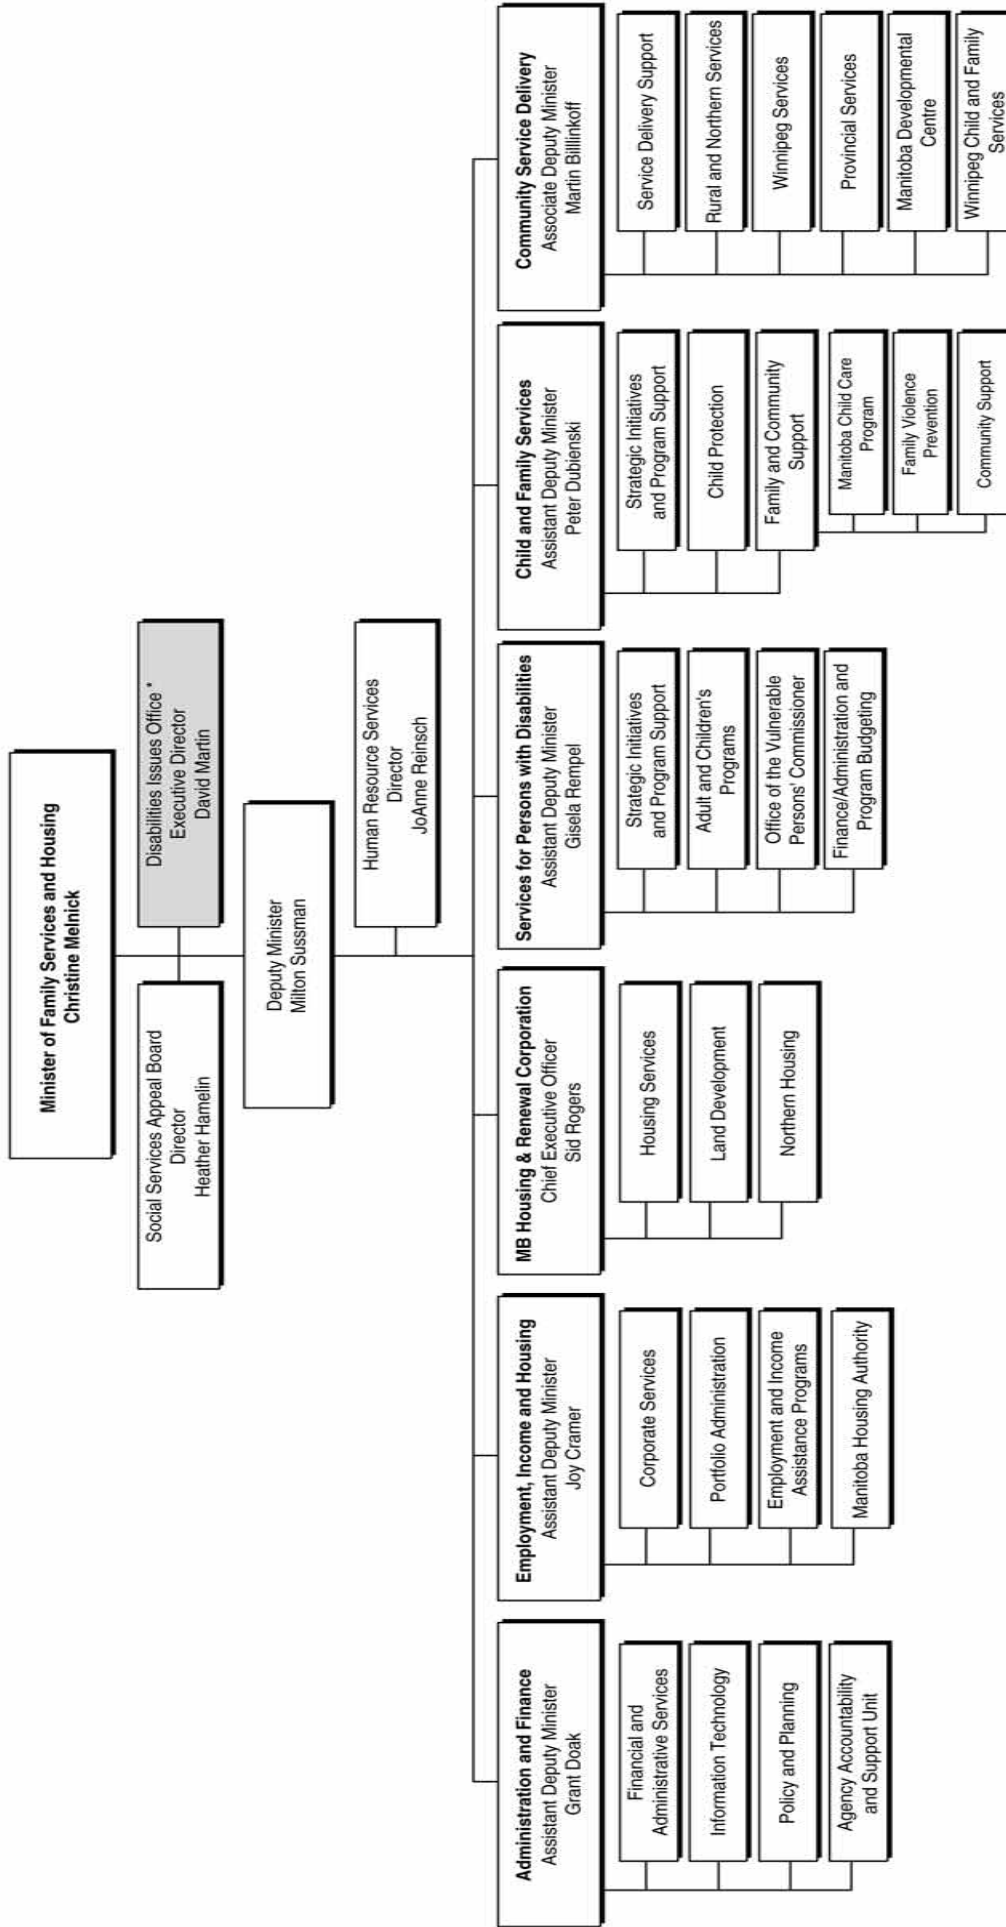 Minister of Family Services and Housing
Christine Melnick
Social Services Appeal Board
Director
Heather Hamelin
Disabilities Issues Office *
Executive Director
David Martin
Deputy Minister
Milton Sussman
Human Resource Services
Director
JoAnne Reinsch
Administration and Finance
Assistant Deputy Minister
Grant Doak
Financial and
Administrative Services
Information Technology
Policy and Planning
Agency Accountability
and Support Unit
Employment, Income and Housing
Assistant Deputy Minister
Joy Cramer
Corporate Services
Portfolio Administration
Employment and Income
Assistance Programs
Manitoba Housing Authority
MB Housing & Renewal Corporation
Chief Executive Officer
Sid Rogers
Housing Services
Land Development
Northern Housing
Services for Persons with Disabilities
Assistant Deputy Minister
Gisela Rempel
Strategic Initiatives
and Program Support
Adult and Children's
Programs
Office of the Vulnerable
Persons' Commissioner
Finance/Administration and
Program Budgeting
Child and Family Services
Assistant Deputy Minister
Peter Dubienski
Strategic Initiatives
and Program Support
Child Protection
Family and Community
Support
Manitoba Child Care
Program
Family Violence
Prevention
Community Support
Community Service Delivery
Associate Deputy Minister
Martin Billlinkoff
Service Delivery Support
Rural and Northern Services
Winnipeg Services
Provincial Services
Manitoba Developmental
Centre
Winnipeg Child and Family
Services